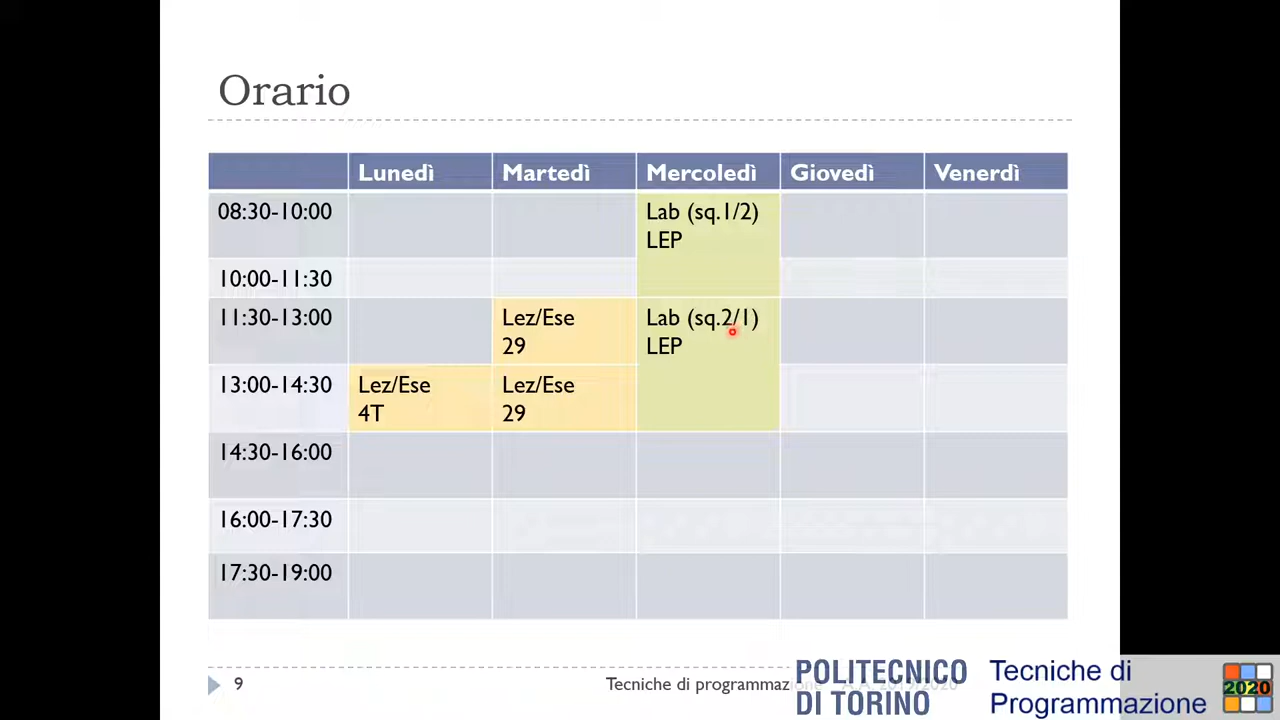 Orario
Lunedì Martedì Mercoledì Giovedì Venerdì
08:30-10:00 Lab (sq.1/2)
LEP
10:00-11:30
11:30-13:00 Lez/Ese Lab (sq.2/1)
29 LEP
13:00-14:30 Lez/Ese Lez/Ese
4T 29
14:30-16:00
16:00-17:30
17:30-19:00
9 Tecniche di programmazione - A.A. 2019/2020
POLITECNICO
DI TORINO
Tecniche di
Programmazione
2020